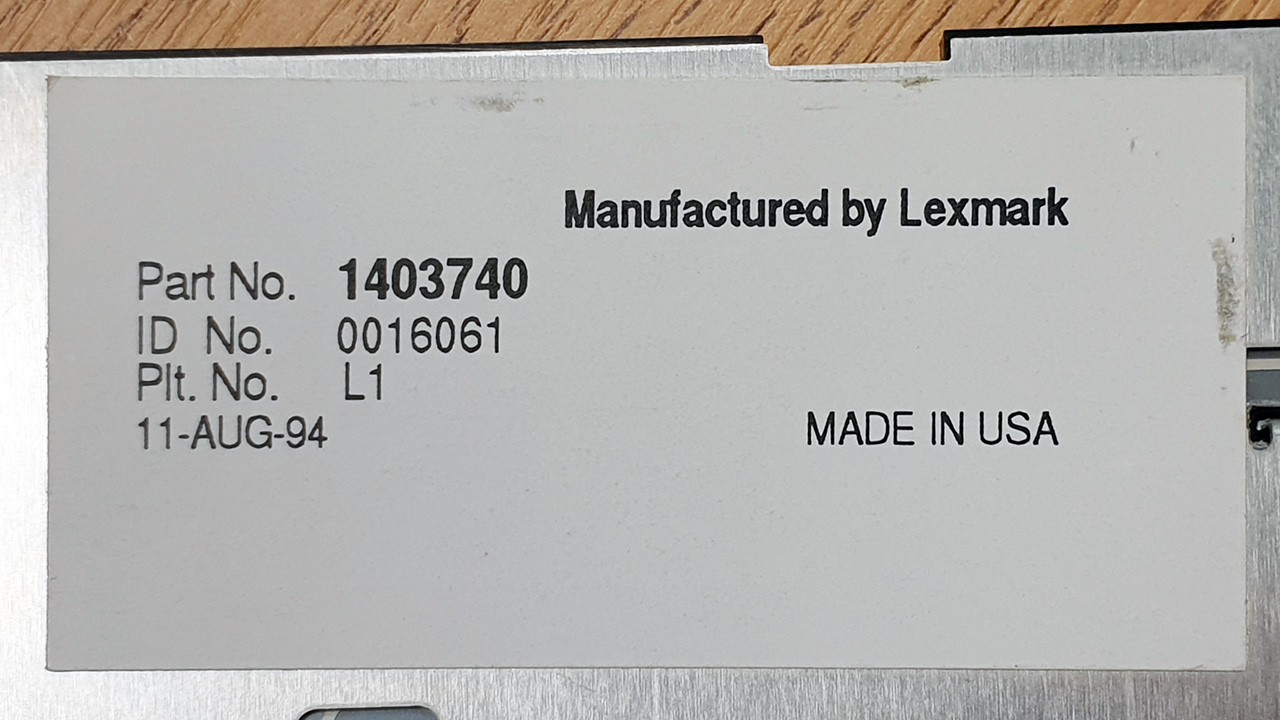 Manufactured by Lexmark
Part No. 1403740
ID No. 0016061
Plt. No. L1
11-AUG-94 MADE IN USA